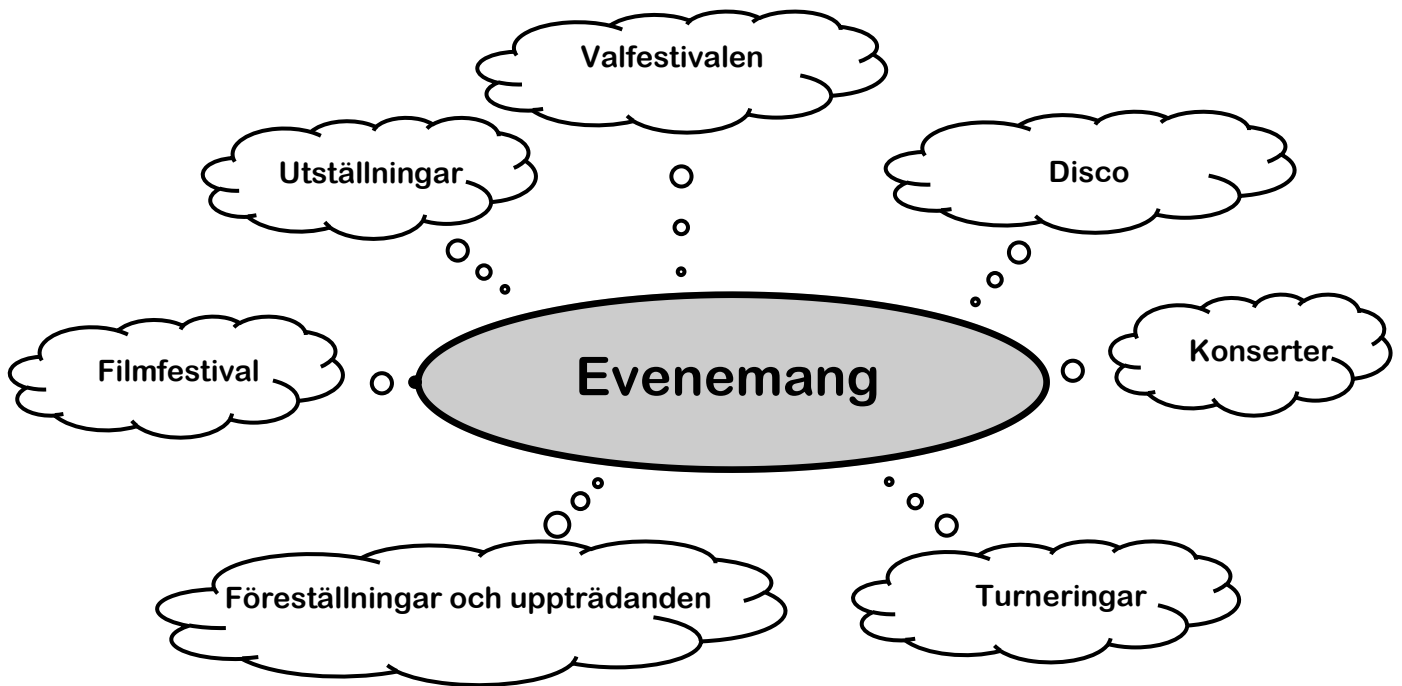 Valfestivalen
Utställningar
Disco
Konserter
Filmfestival
Evenemang
Föreställningar och uppträdanden
Turneringar